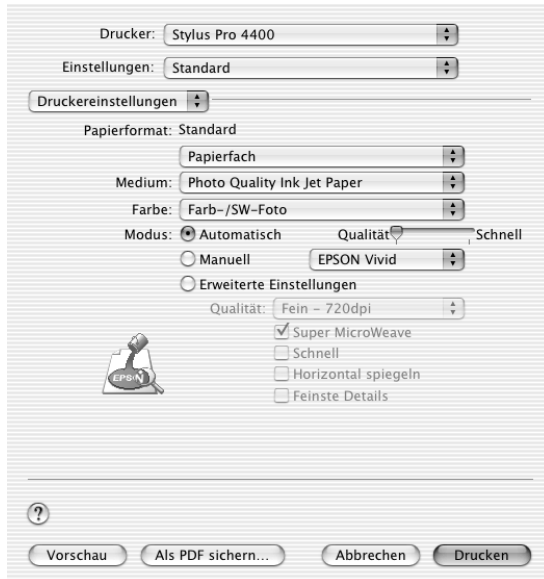 Drucker: Stylus Pro 4400
Einstellungen: Standard
Druckereinstellungen
Papierformat: Standard
Papierfach
Medium: Photo Quality Ink Jet Paper
Farbe: Farb-/SW-Foto
Modus: Automatisch Qualität Schnell
Manuell EPSON Vivid
Erweiterte Einstellungen
Qualität: Fein - 720dpi
Super MicroWeave
Schnell
Horizontal spiegeln
Feinste Details
EPSON
?
Vorschau Als PDF sichern... Abbrechen Drucken